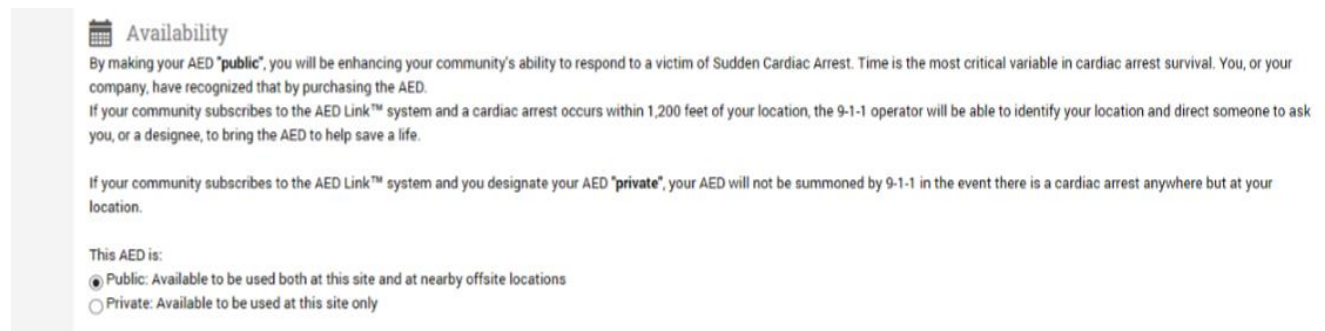 Availability
By making your AED "public", you will be enhancing your community's ability to respond to a victim of Sudden Cardiac Arrest. Time is the most critical variable in cardiac arrest survival. You, or your
company, have recognized that by purchasing the AED.
If your community subscribes to the AED Link™ system and a cardiac arrest occurs within 1,200 feet of your location, the 9-1-1 operator will be able to identify your location and direct someone to ask
you, or a designee, to bring the AED to help save a life.
If your community subscribes to the AED Link™ system and you designate your AED "private", your AED will not be summoned by 9-1-1 in the event there is a cardiac arrest anywhere but at your
location.
This AED is:
Public: Available to be used both at this site and at nearby offsite locations
Private: Available to be used at this site only